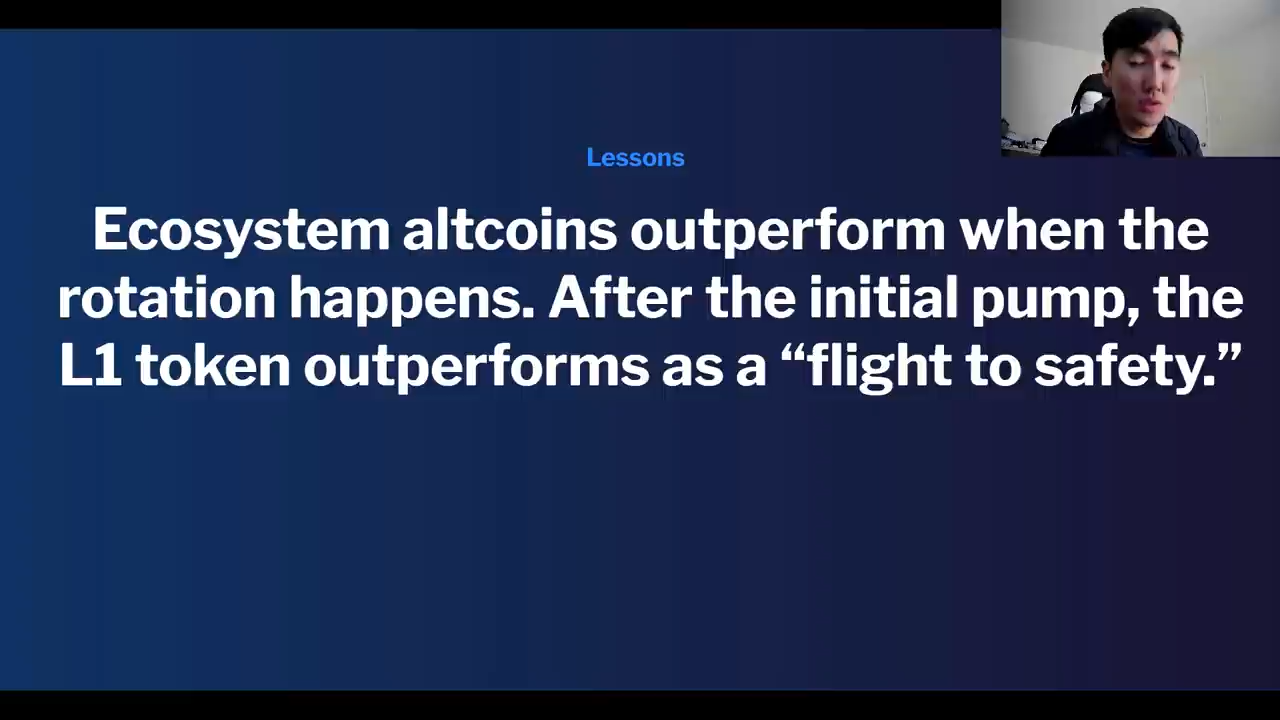 Lessons
Ecosystem altcoins outperform when the
rotation happens. After the initial pump, the
L1 token outperforms as a “flight to safety.”